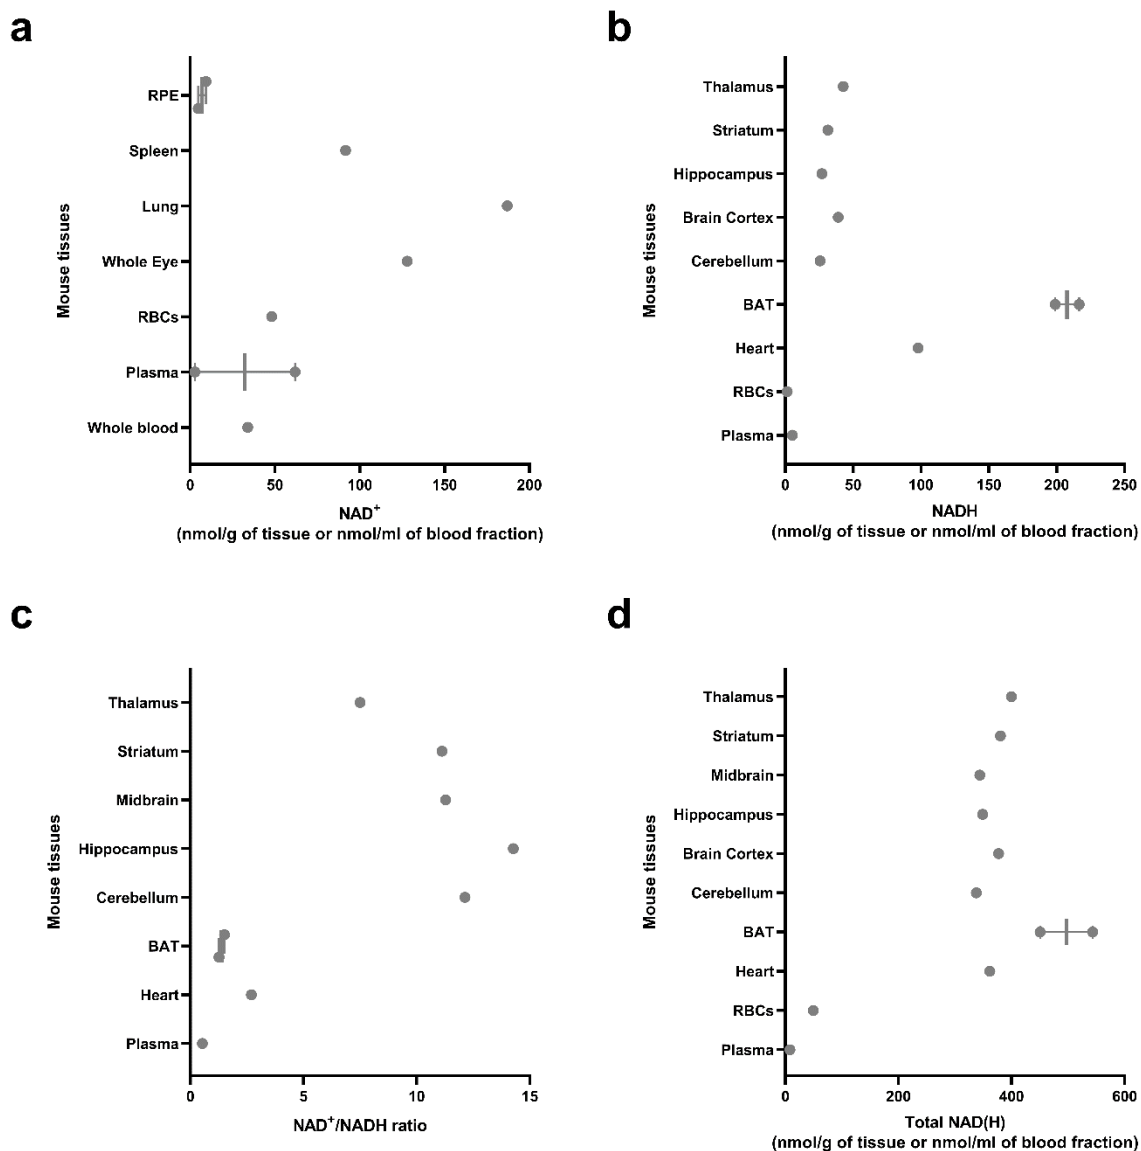 a
Mouse tissues
RPE
Spleen
Lung
Whole Eye
RBCs
Plasma
Whole blood
0 50 100 150 200
NAD⁺
(nmol/g of tissue or nmol/ml of blood fraction)
b
Mouse tissues
Thalamus
Striatum
Hippocampus
Brain Cortex
Cerebellum
BAT
Heart
RBCs
Plasma
0 50 100 150 200 250
NADH
(nmol/g of tissue or nmol/ml of blood fraction)
c
Mouse tissues
Thalamus
Striatum
Midbrain
Hippocampus
Cerebellum
BAT
Heart
Plasma
0 5 10 15
NAD⁺/NADH ratio
d
Mouse tissues
Thalamus
Striatum
Midbrain
Hippocampus
Brain Cortex
Cerebellum
BAT
Heart
RBCs
Plasma
0 200 400 600
Total NAD(H)
(nmol/g of tissue or nmol/ml of blood fraction)